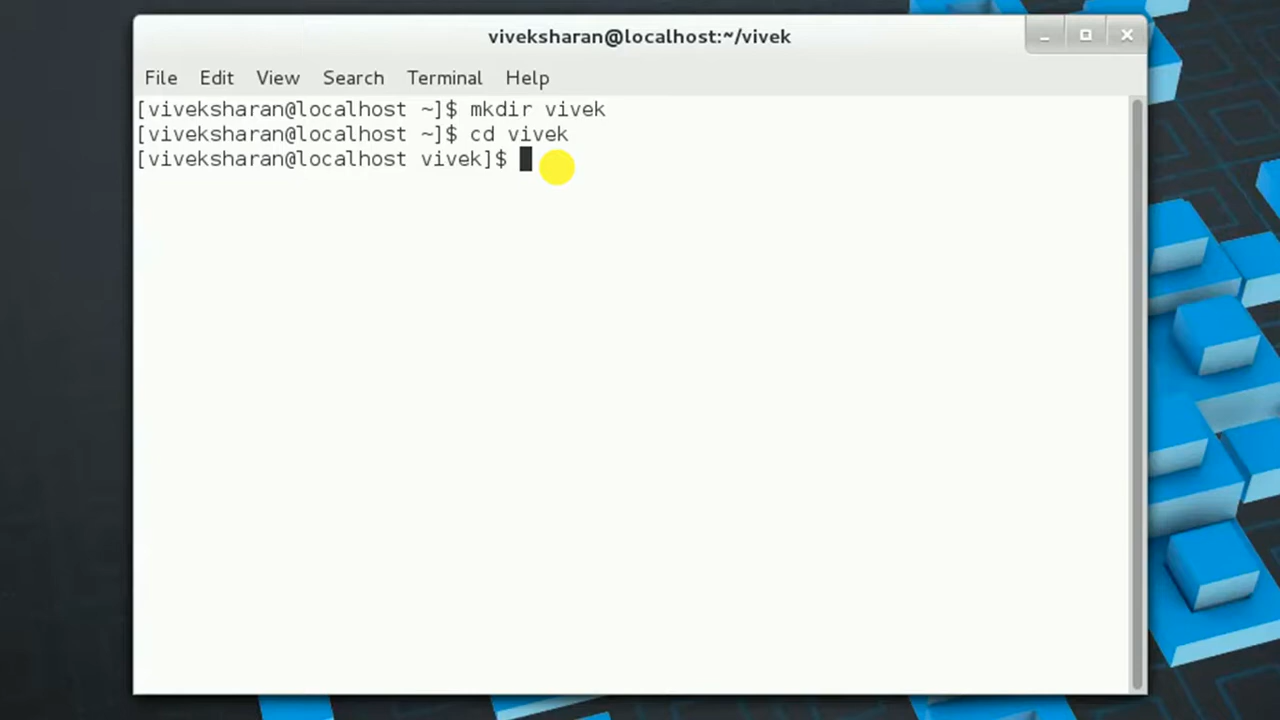 viveksharan@localhost:~/vivek
File Edit View Search Terminal Help
[viveksharan@localhost ~]$ mkdir vivek
[viveksharan@localhost ~]$ cd vivek
[viveksharan@localhost vivek]$